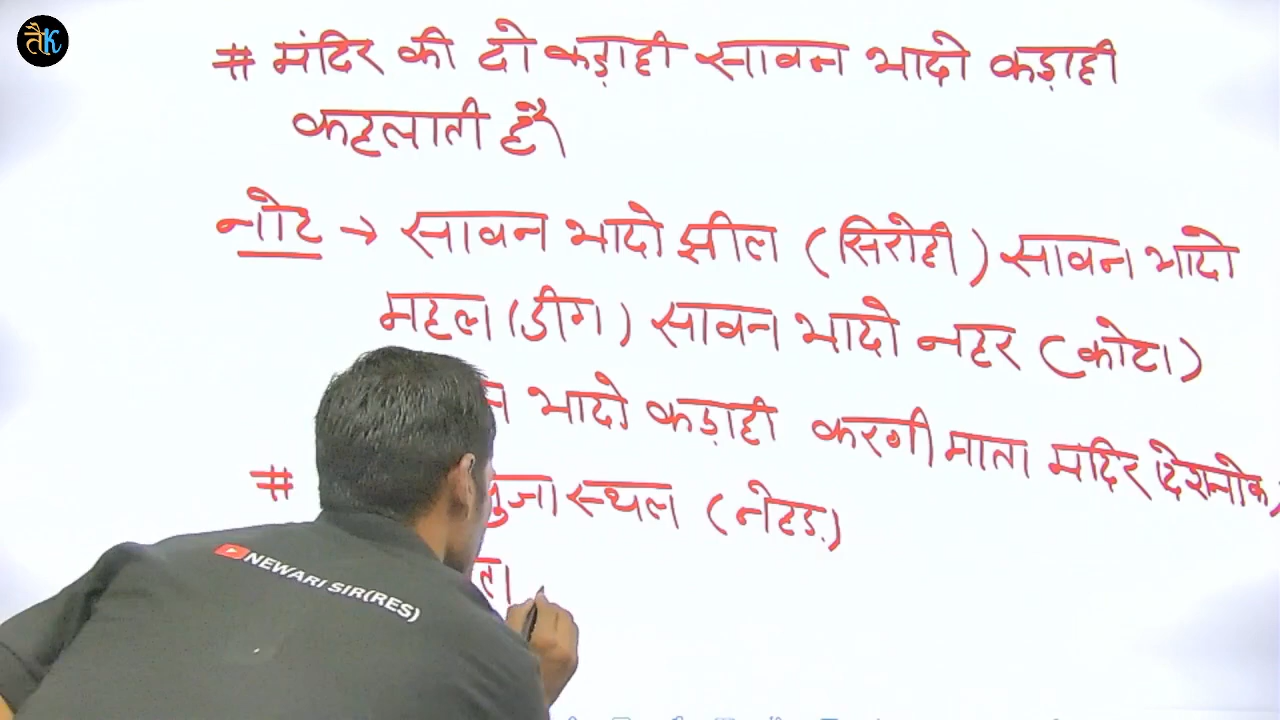 तैK
# मंदिर की दो कड़ाही सावन भादो कड़ाही
कहलाती है।
नोट → सावन भादो झील (सिरोही) सावन भादो
महल (डीग) सावन भादो नहर (कोटा)
भादो कड़ाही करणी माता मंदिर (देशनोक)
# स्थल (नेहड़)
NEWARI SIR(RES)